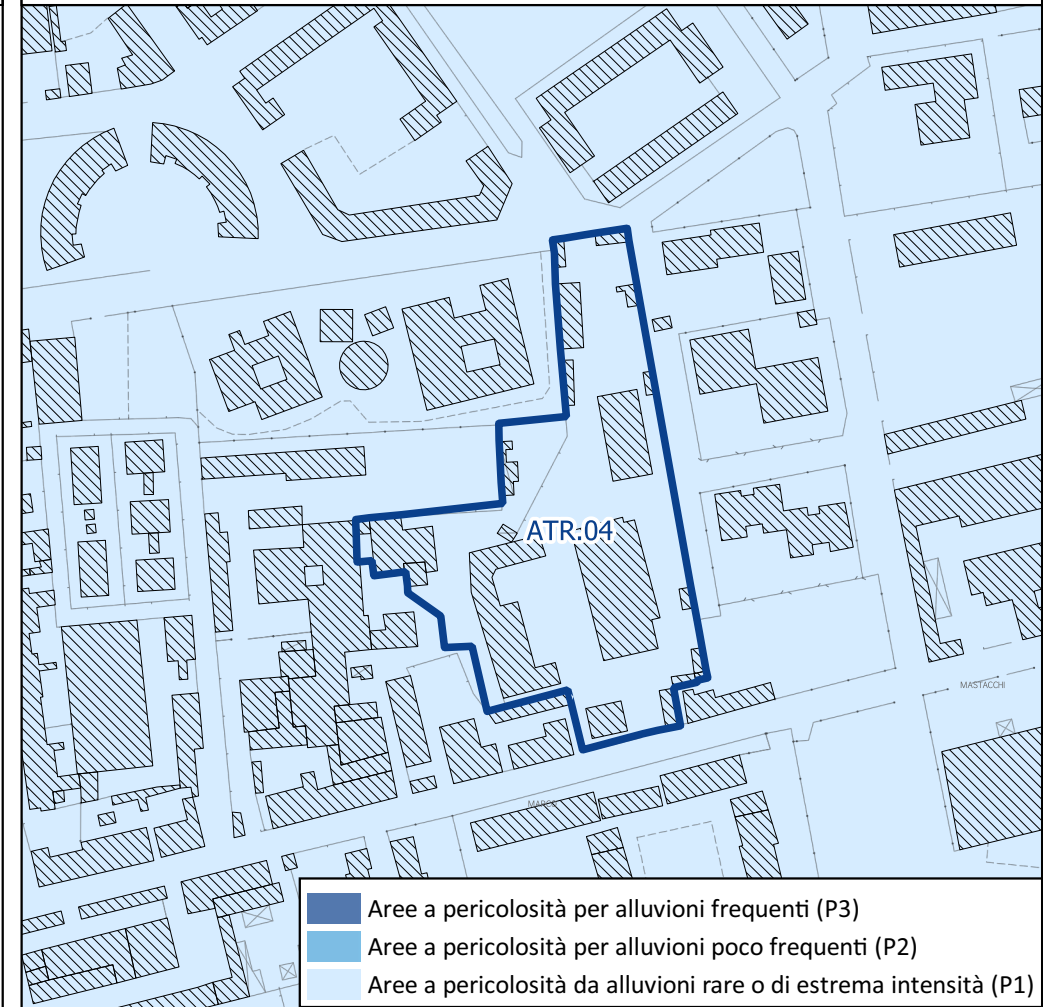 ATR.04
MASTACCHI
Aree a pericolosità per alluvioni frequenti (P3)
Aree a pericolosità per alluvioni poco frequenti (P2)
Aree a pericolosità da alluvioni rare o di estrema intensità (P1)